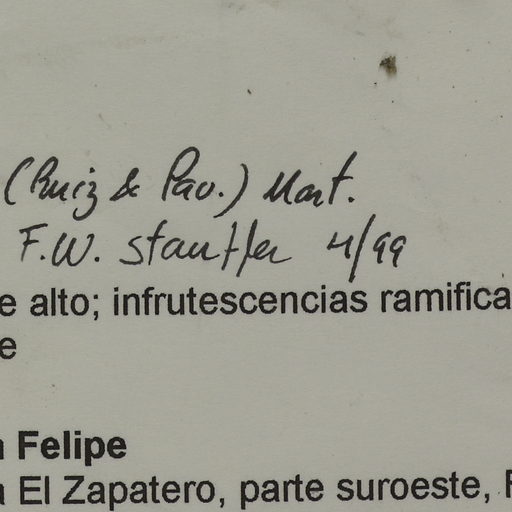 (Ruiz & Pav.) Mart.
F.W. Stauffer 4/99
e alto; infrutescencias ramifica
e
a Felipe
a El Zapatero, parte suroeste, F